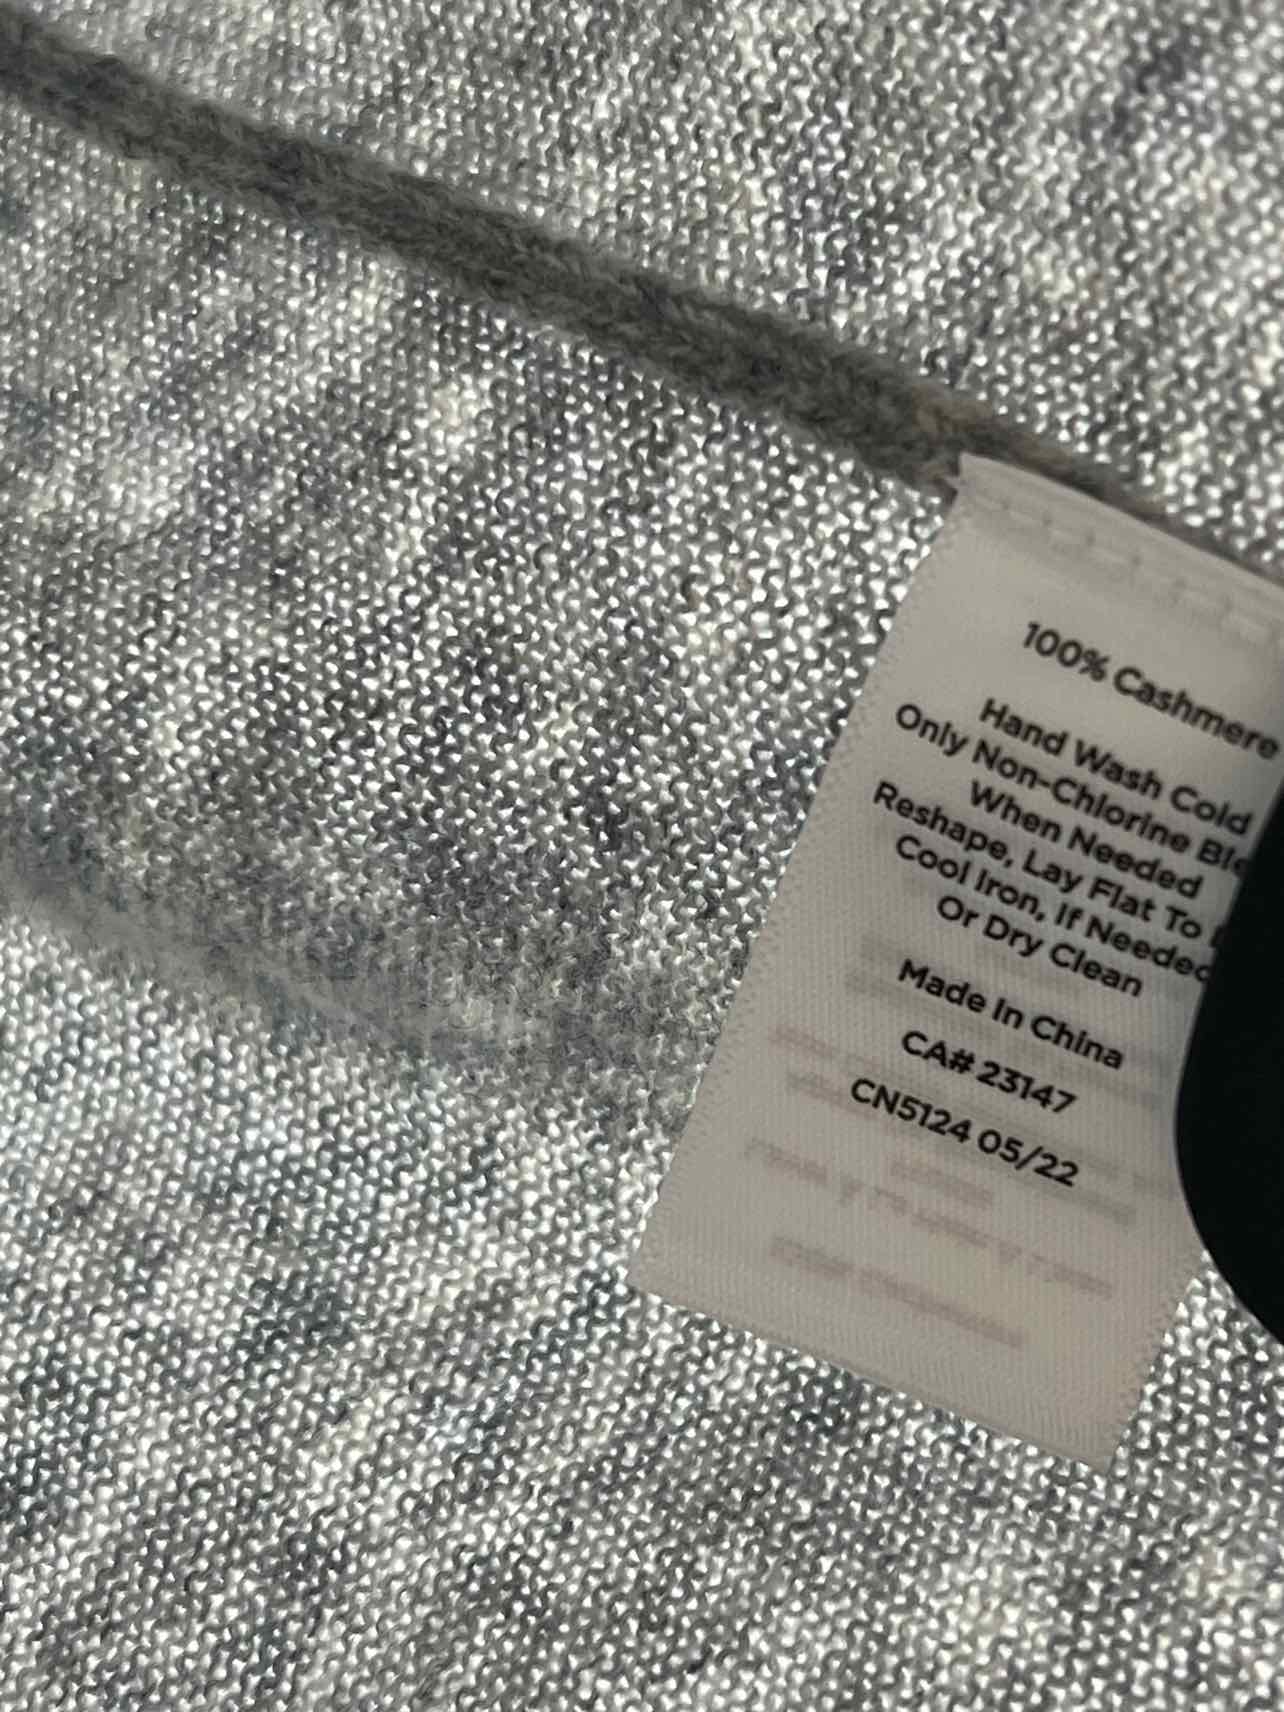 100% Cashmere
Hand Wash Cold
Only Non-Chlorine
When Needed
Reshape, Lay Flat To
Cool Iron, If Needed
Or Dry Clean
Made In China
CA# 23147
CN5124 05/22